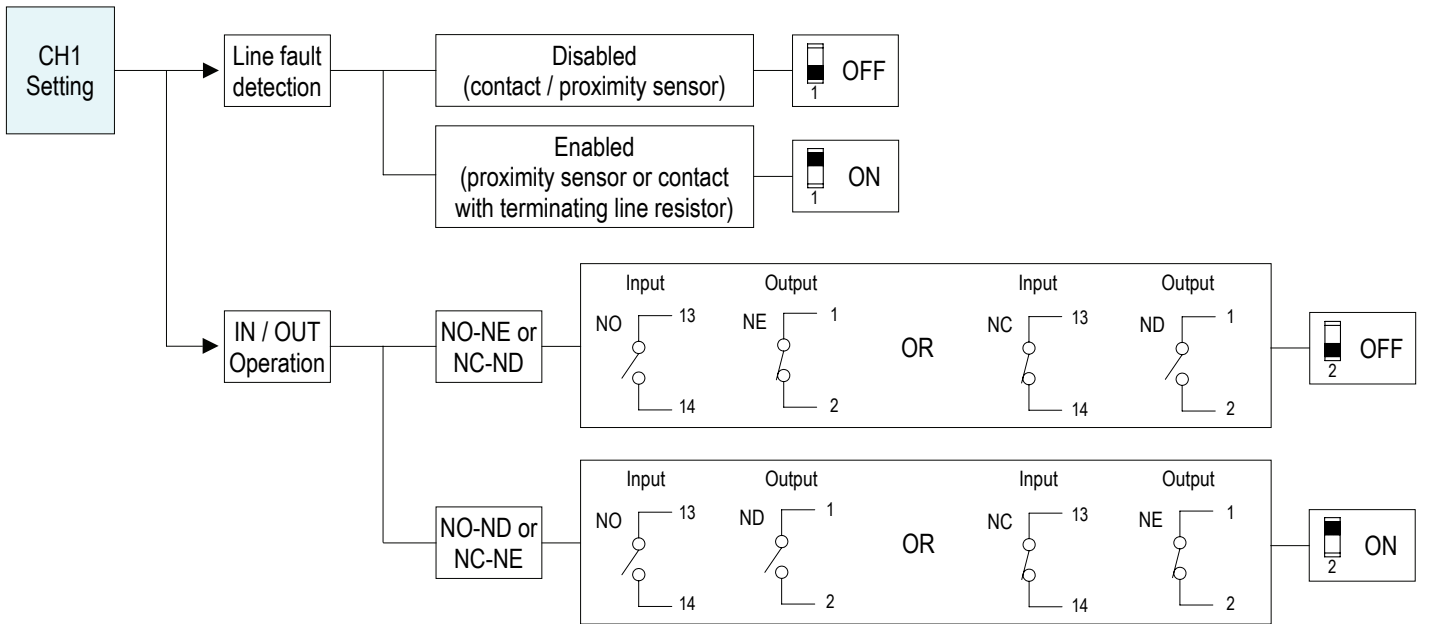 CH1
Setting
Line fault
detection
Disabled
(contact / proximity sensor)
1
OFF
Enabled
(proximity sensor or contact
with terminating line resistor)
1
ON
IN / OUT
Operation
NO-NE or
NC-ND
Input
Output
Input
Output
NO
13
NE
1
OR
NC
13
ND
1
14
2
14
2
2
OFF
NO-ND or
NC-NE
Input
Output
Input
Output
NO
13
ND
1
OR
NC
13
NE
1
14
2
14
2
2
ON